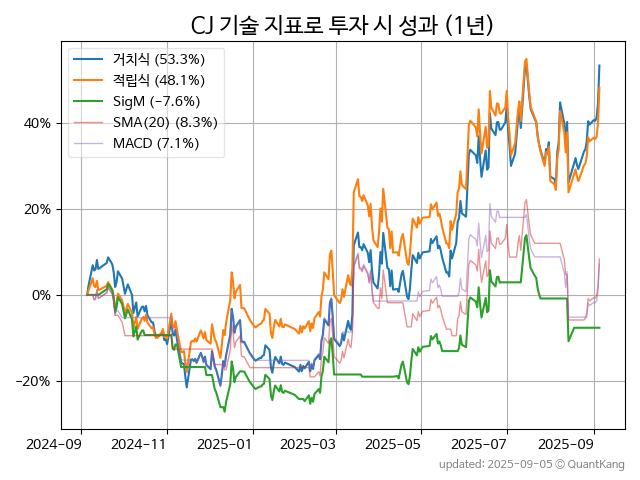 CJ 기술 지표로 투자 시 성과 (1년)
거치식 (53.3%)
적립식 (48.1%)
SigM (−7.6%)
SMA(20) (8.3%)
MACD (7.1%)
40%
20%
0%
−20%
2024-09 2024-11 2025-01 2025-03 2025-05 2025-07 2025-09
updated: 2025-09-05 © QuantKang